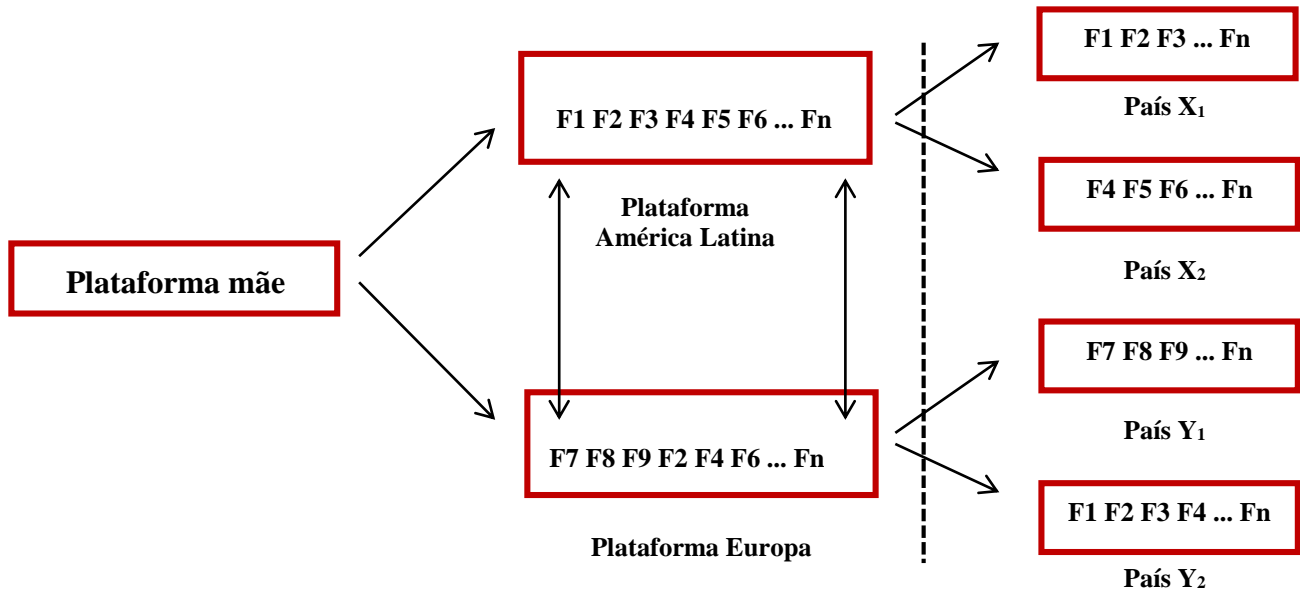 Plataforma mãe
F1 F2 F3 F4 F5 F6 ... Fn
Plataforma
América Latina
F7 F8 F9 F2 F4 F6 ... Fn
Plataforma Europa
F1 F2 F3 ... Fn
País X1
F4 F5 F6 ... Fn
País X2
F7 F8 F9 ... Fn
País Y1
F1 F2 F3 F4 ... Fn
País Y2